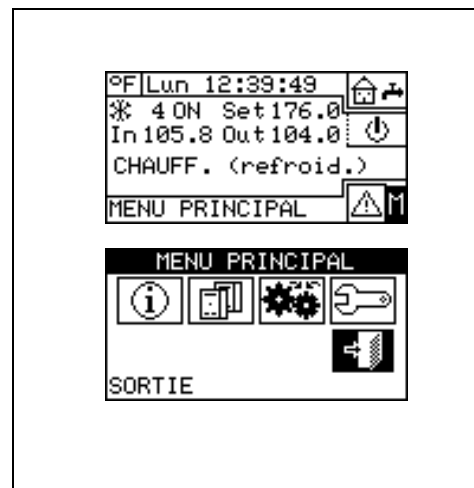 °F Lun 12:39:49
4 ON Set 176.0
In 105.8 Out 104.0
CHAUFF. (refroid.)
MENU PRINCIPAL M
MENU PRINCIPAL
SORTIE